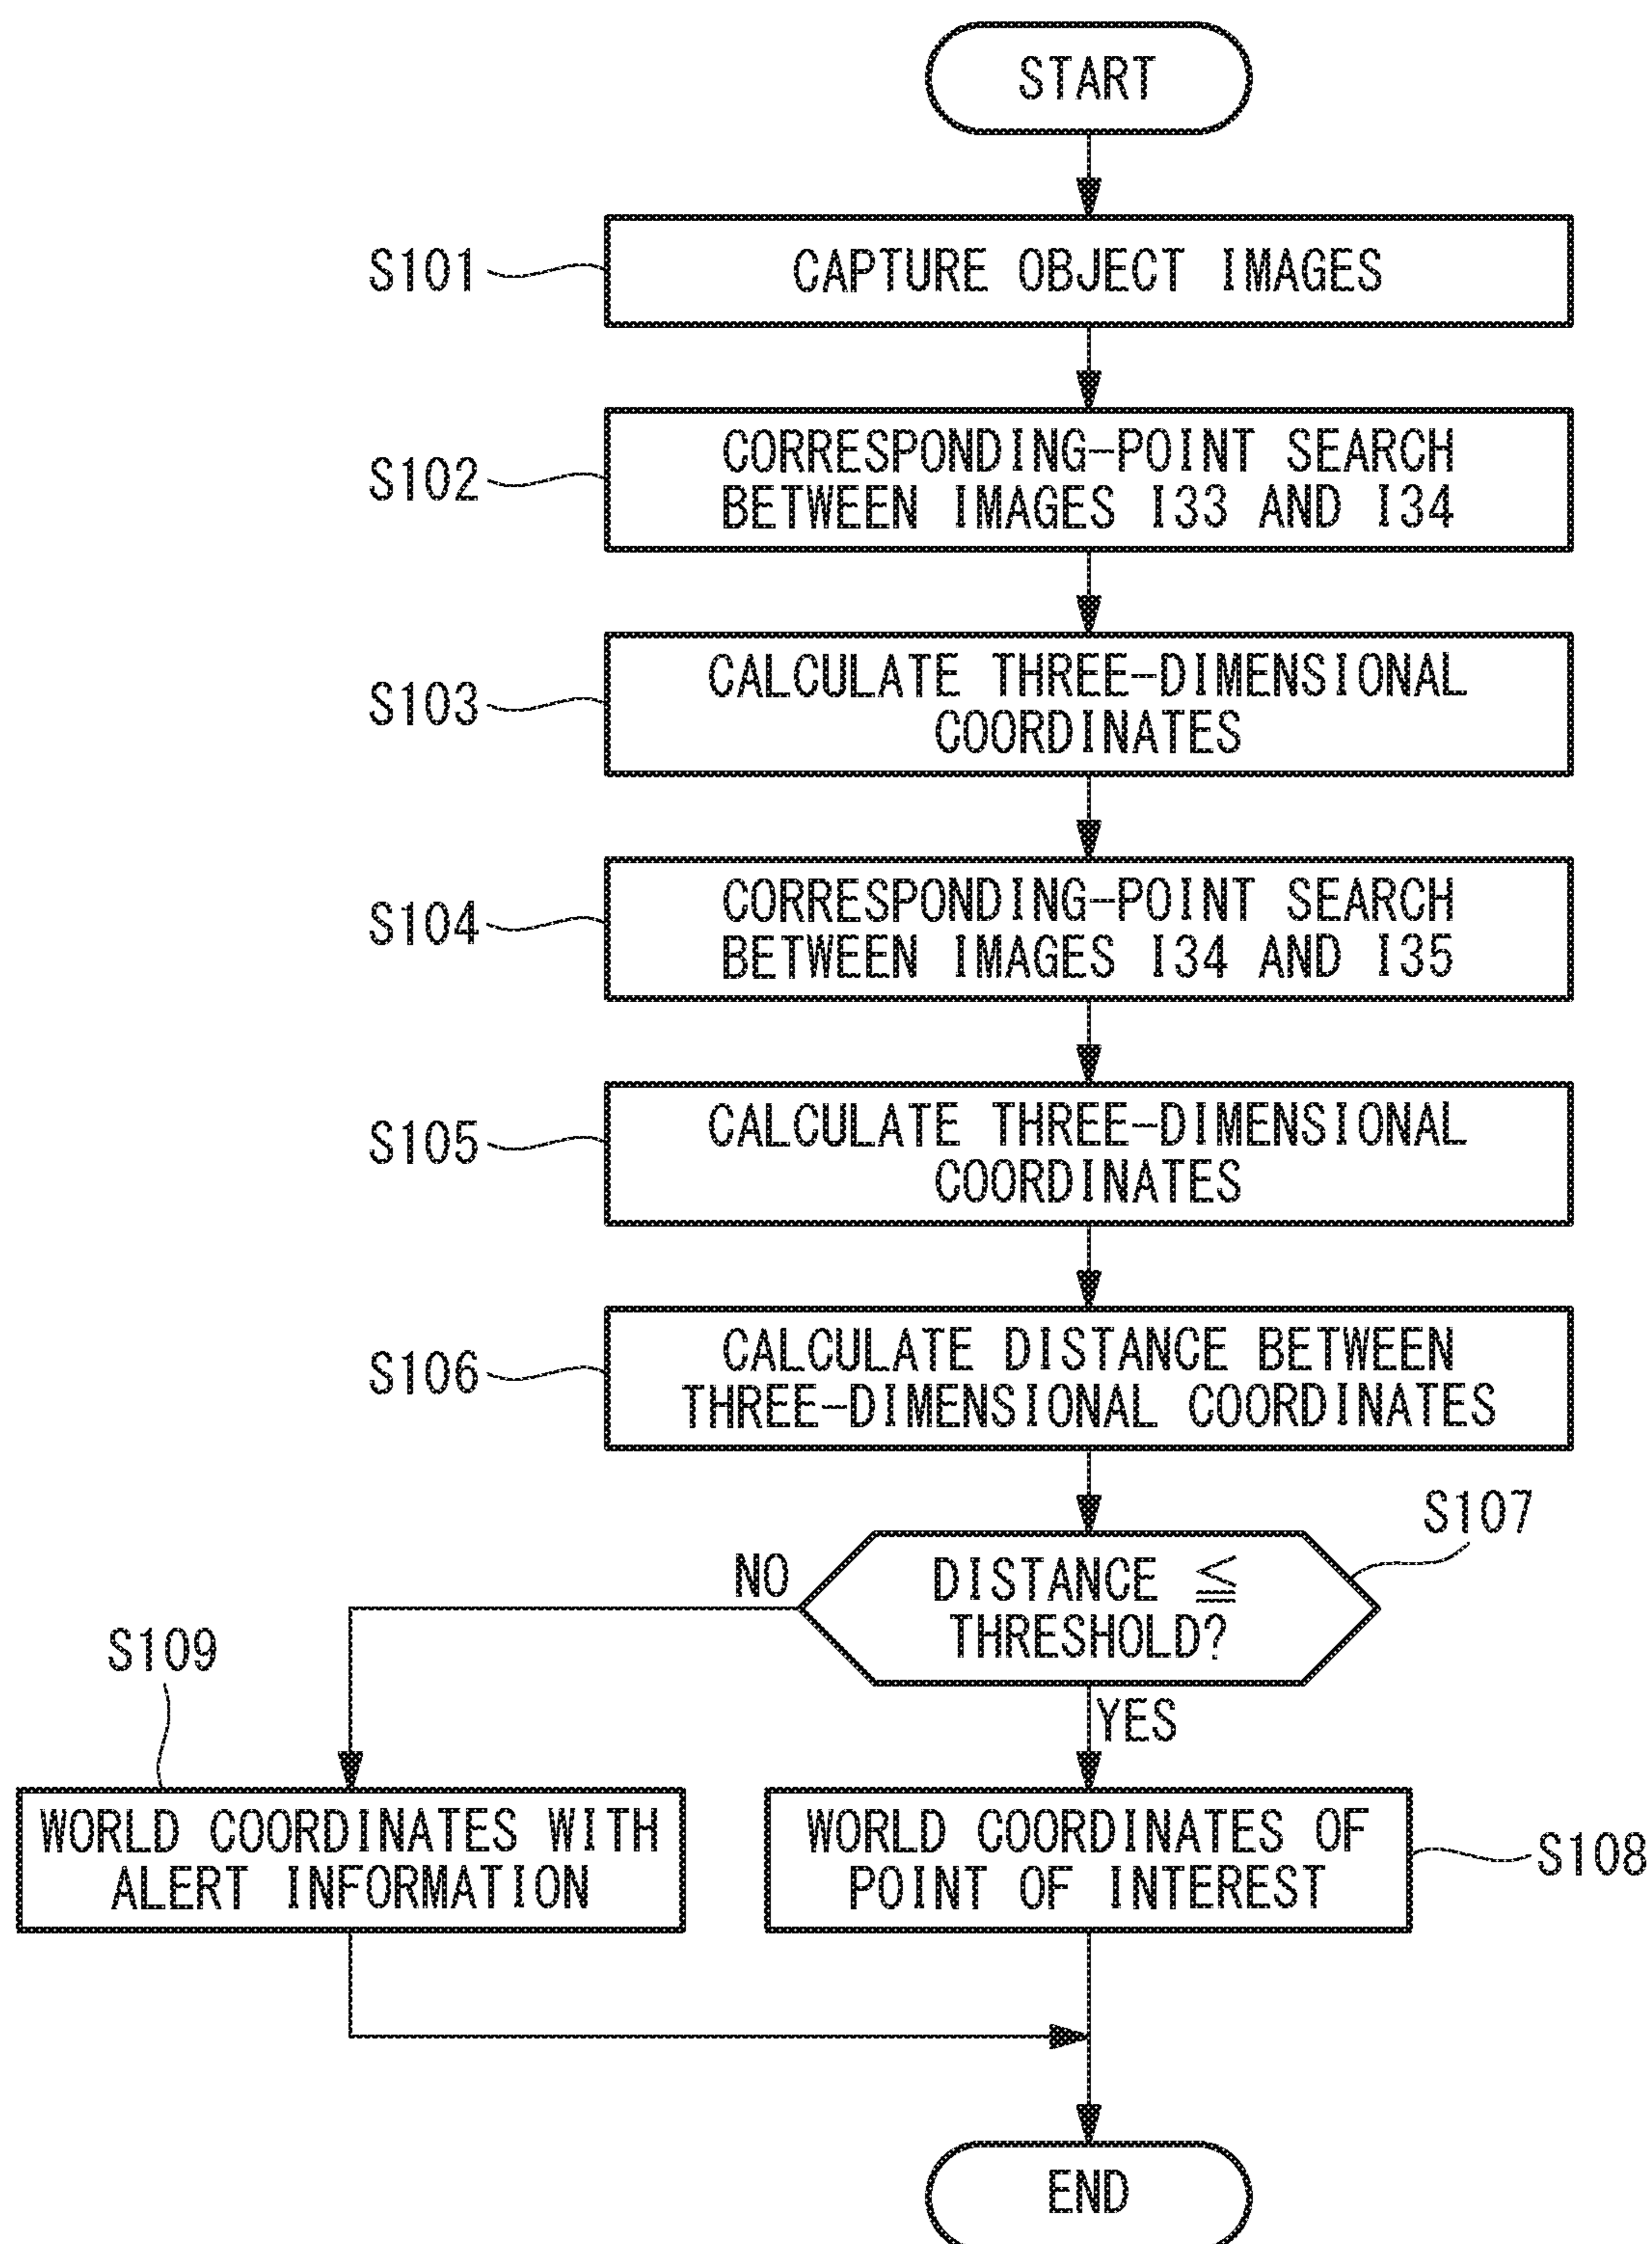 START
S101
CAPTURE OBJECT IMAGES
S102
CORRESPONDING-POINT SEARCH
BETWEEN IMAGES I33 AND I34
S103
CALCULATE THREE-DIMENSIONAL
COORDINATES
S104
CORRESPONDING-POINT SEARCH
BETWEEN IMAGES I34 AND I35
S105
CALCULATE THREE-DIMENSIONAL
COORDINATES
S106
CALCULATE DISTANCE BETWEEN
THREE-DIMENSIONAL COORDINATES
S107
NO
DISTANCE ≦
THRESHOLD?
YES
S109
WORLD COORDINATES WITH
ALERT INFORMATION
WORLD COORDINATES OF
POINT OF INTEREST
S108
END